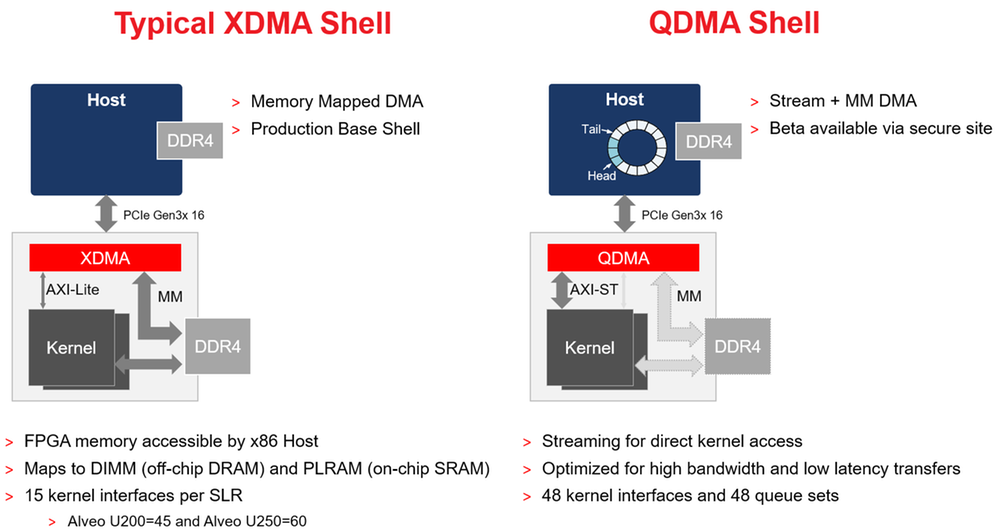 Typical XDMA Shell
Host
DDR4
> Memory Mapped DMA
> Production Base Shell
PCIe Gen3x 16
XDMA
AXI-Lite
MM
Kernel
DDR4
> FPGA memory accessible by x86 Host
> Maps to DIMM (off-chip DRAM) and PLRAM (on-chip SRAM)
> 15 kernel interfaces per SLR
> Alveo U200=45 and Alveo U250=60
QDMA Shell
Host
Tail
Head
DDR4
> Stream + MM DMA
> Beta available via secure site
PCIe Gen3x 16
QDMA
AXI-ST
MM
Kernel
DDR4
> Streaming for direct kernel access
> Optimized for high bandwidth and low latency transfers
> 48 kernel interfaces and 48 queue sets